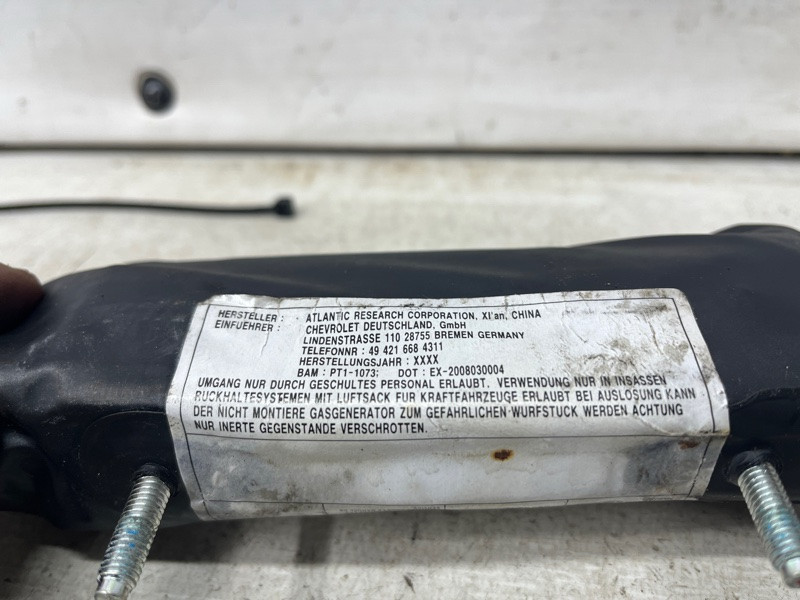 HERSTELLER : ATLANTIC RESEARCH CORPORATION, XI'an, CHINA
EINFUEHRER : CHEVROLET DEUTSCHLAND, GmbH
LINDENSTRASSE 110 28755 BREMEN GERMANY
TELEFONNR : 49 421 668 4311
HERSTELLUNGSJAHR : XXXX
BAM : PT1-1073; DOT : EX-2008030004
UMGANG NUR DURCH GESCHULTES PERSONAL ERLAUBT. VERWENDUNG NUR IN INSASSEN
RUCKHALTESYSTEMEN MIT LUFTSACK FUR KRAFTFAHRZEUGE ERLAUBT BEI AUSLOSUNG KANN
DER NICHT MONTIERE GASGENERATOR ZUM GEFAHRLICHEN WURFSTUCK WERDEN ACHTUNG
NUR INERTE GEGENSTANDE VERSCHROTTEN.